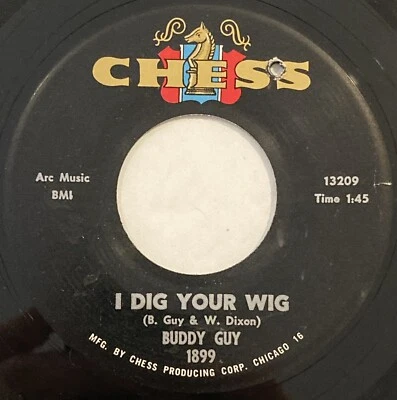 CHESS
Arc Music
BMI
13209
Time 1:45
I DIG YOUR WIG
(B. Guy & W. Dixon)
BUDDY GUY
1899
MFG. BY CHESS PRODUCING CORP. CHICAGO 16